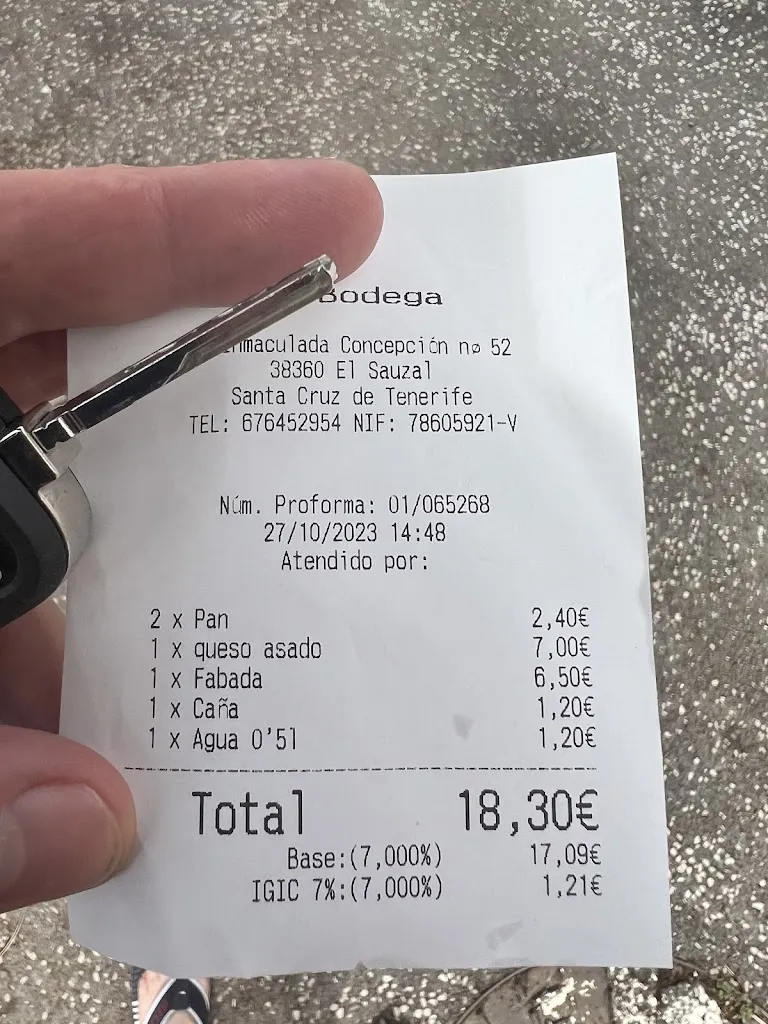 Bodega
Inmaculada Concepción nø 52
38360 El Sauzal
Santa Cruz de Tenerife
TEL: 676452954 NIF: 78605921-V
Núm. Proforma: 01/065268
27/10/2023 14:48
Atendido por:
2 x Pan 2,40€
1 x queso asado 7,00€
1 x Fabada 6,50€
1 x Caña 1,20€
1 x Agua 0'5l 1,20€
Total 18,30€
Base:(7,000%) 17,09€
IGIC 7%:(7,000%) 1,21€